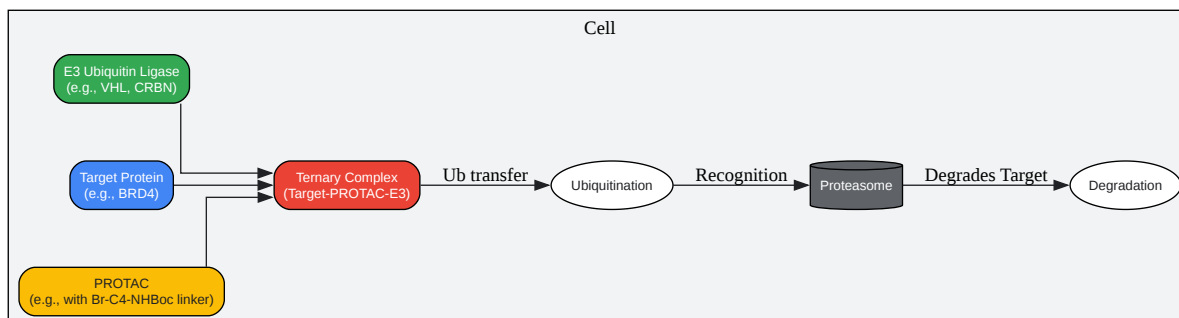 Cell
E3 Ubiquitin Ligase
(e.g., VHL, CRBN)
Target Protein
(e.g., BRD4)
Ternary Complex
(Target-PROTAC-E3)
Ub transfer
Ubiquitination
Recognition
Proteasome
Degrades Target
Degradation
PROTAC
(e.g., with Br-C4-NHBoc linker)